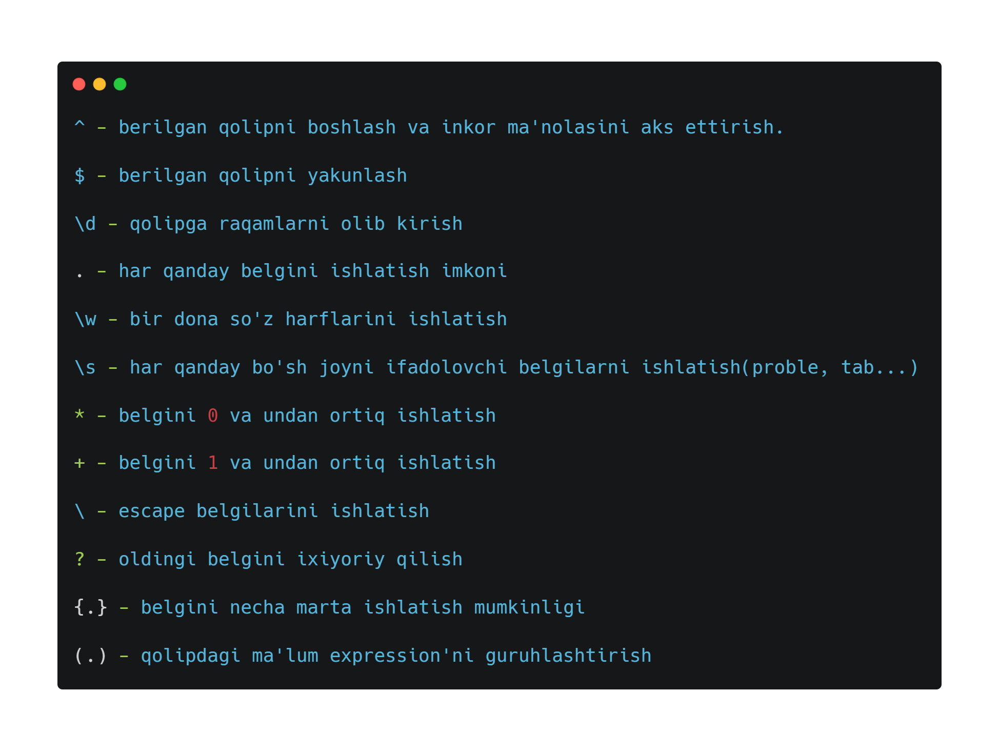 ^ - berilgan qolipni boshlash va inkor ma'nolasini aks ettirish.
$ - berilgan qolipni yakunlash
\d - qolipga raqamlarni olib kirish
. - har qanday belgini ishlatish imkoni
\w - bir dona so'z harflarini ishlatish
\s - har qanday bo'sh joyni ifadolovchi belgilarni ishlatish(proble, tab...)
* - belgini 0 va undan ortiq ishlatish
+ - belgini 1 va undan ortiq ishlatish
\ - escape belgilarini ishlatish
? - oldingi belgini ixiyoriy qilish
{.} - belgini necha marta ishlatish mumkinligi
(.) - qolipdagi ma'lum expression'ni guruhlashtirish